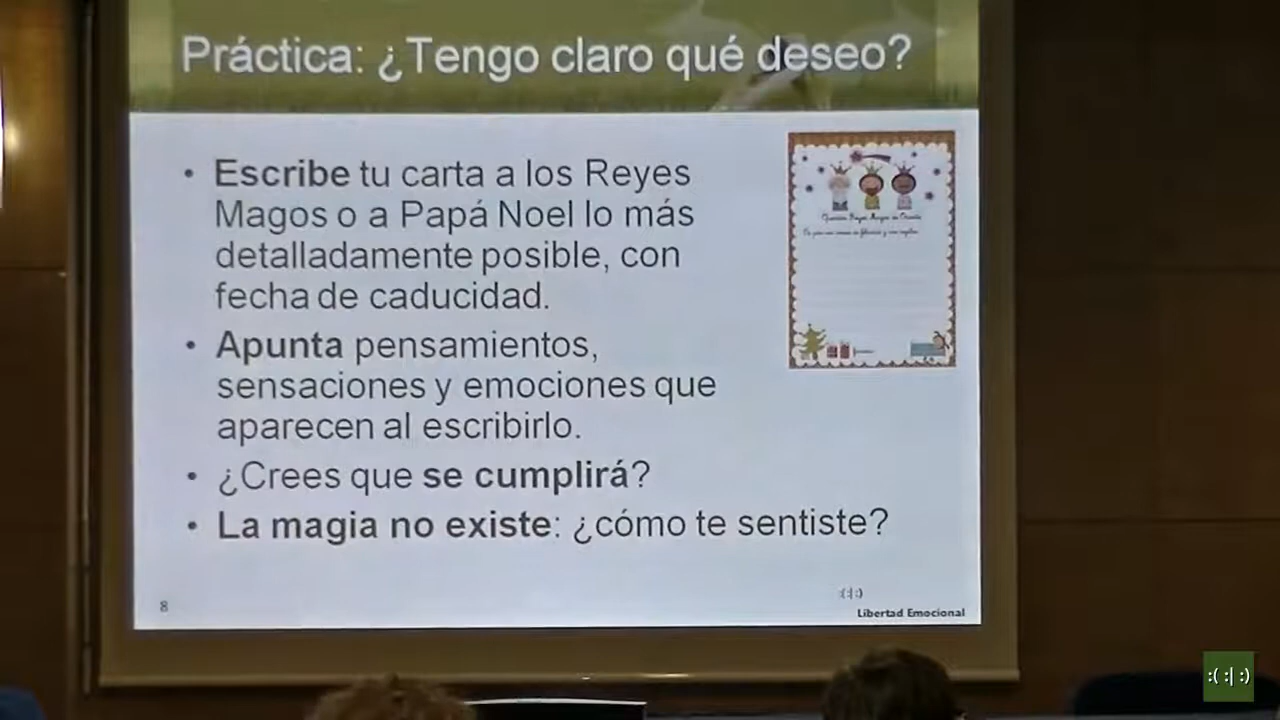 Práctica: ¿Tengo claro qué deseo?
• Escribe tu carta a los Reyes
Magos o a Papá Noel lo más
detalladamente posible, con
fecha de caducidad.
• Apunta pensamientos,
sensaciones y emociones que
aparecen al escribirlo.
• ¿Crees que se cumplirá?
• La magia no existe: ¿cómo te sentiste?
8
:(:|:)
Libertad Emocional
:( :| :)